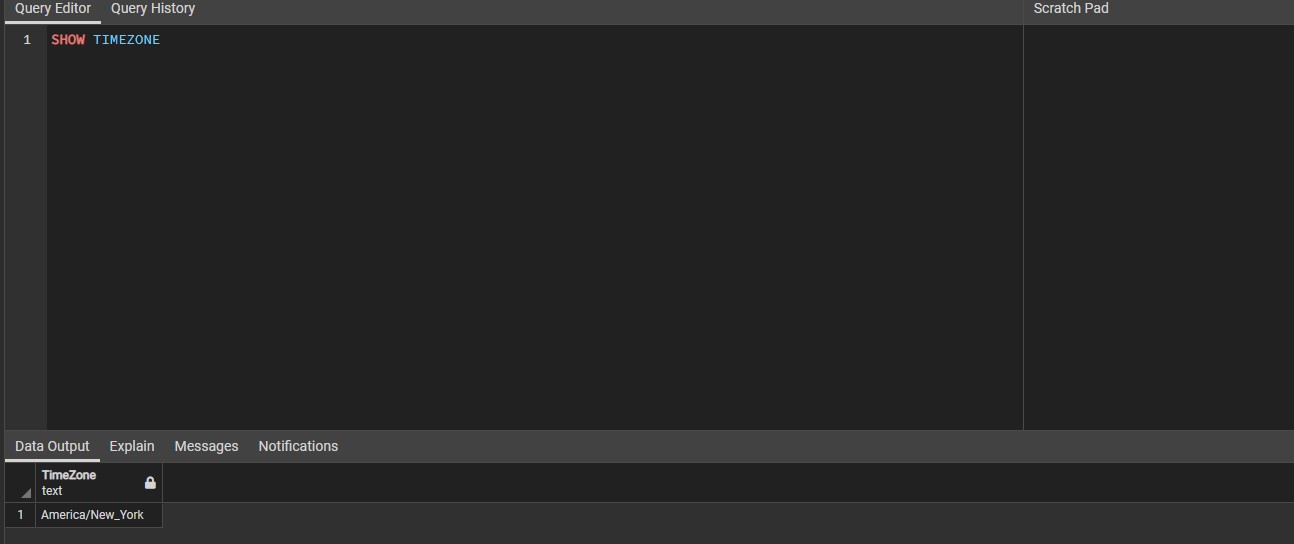 Query Editor Query History Scratch Pad
1 SHOW TIMEZONE
Data Output Explain Messages Notifications
TimeZone
text
1 America/New_York